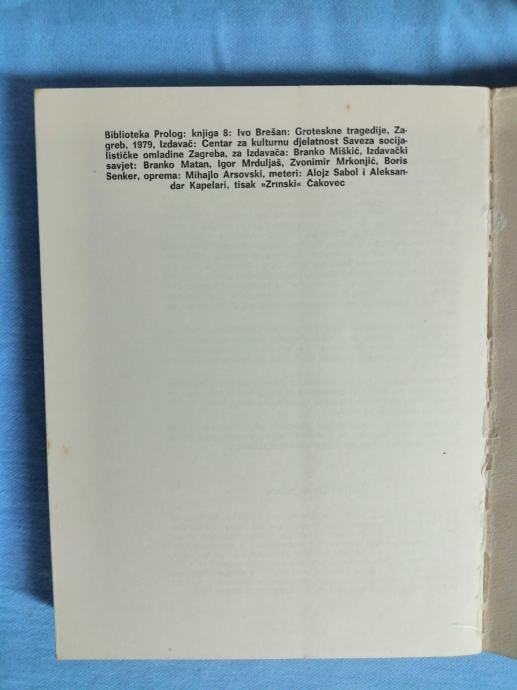 Biblioteka Prolog: knjiga 8: Ivo Brešan: Groteskne tragedije, Za-
greb, 1979, Izdavač: Centar za kulturnu djelatnost Saveza socija-
lističke omladine Zagreba, za Izdavača: Branko Miškić, Izdavački
savjet: Branko Matan, Igor Mrduljaš, Zvonimir Mrkonjić, Boris
Senker, oprema: Mihajlo Arsovski, meteri: Alojz Sabol i Aleksan-
dar Kapelari, tisak »Zrinski« Čakovec